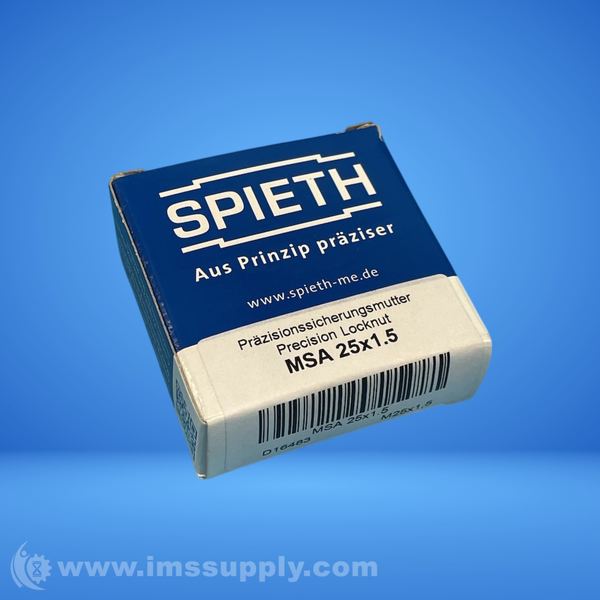 SPIETH
Aus Prinzip präziser
www.spieth-me.de
Präzisionssicherungsmutter
Precision Locknut
MSA 25x1.5
MSA 25x1.5
D16483
M25x1,5
www.imssupply.com